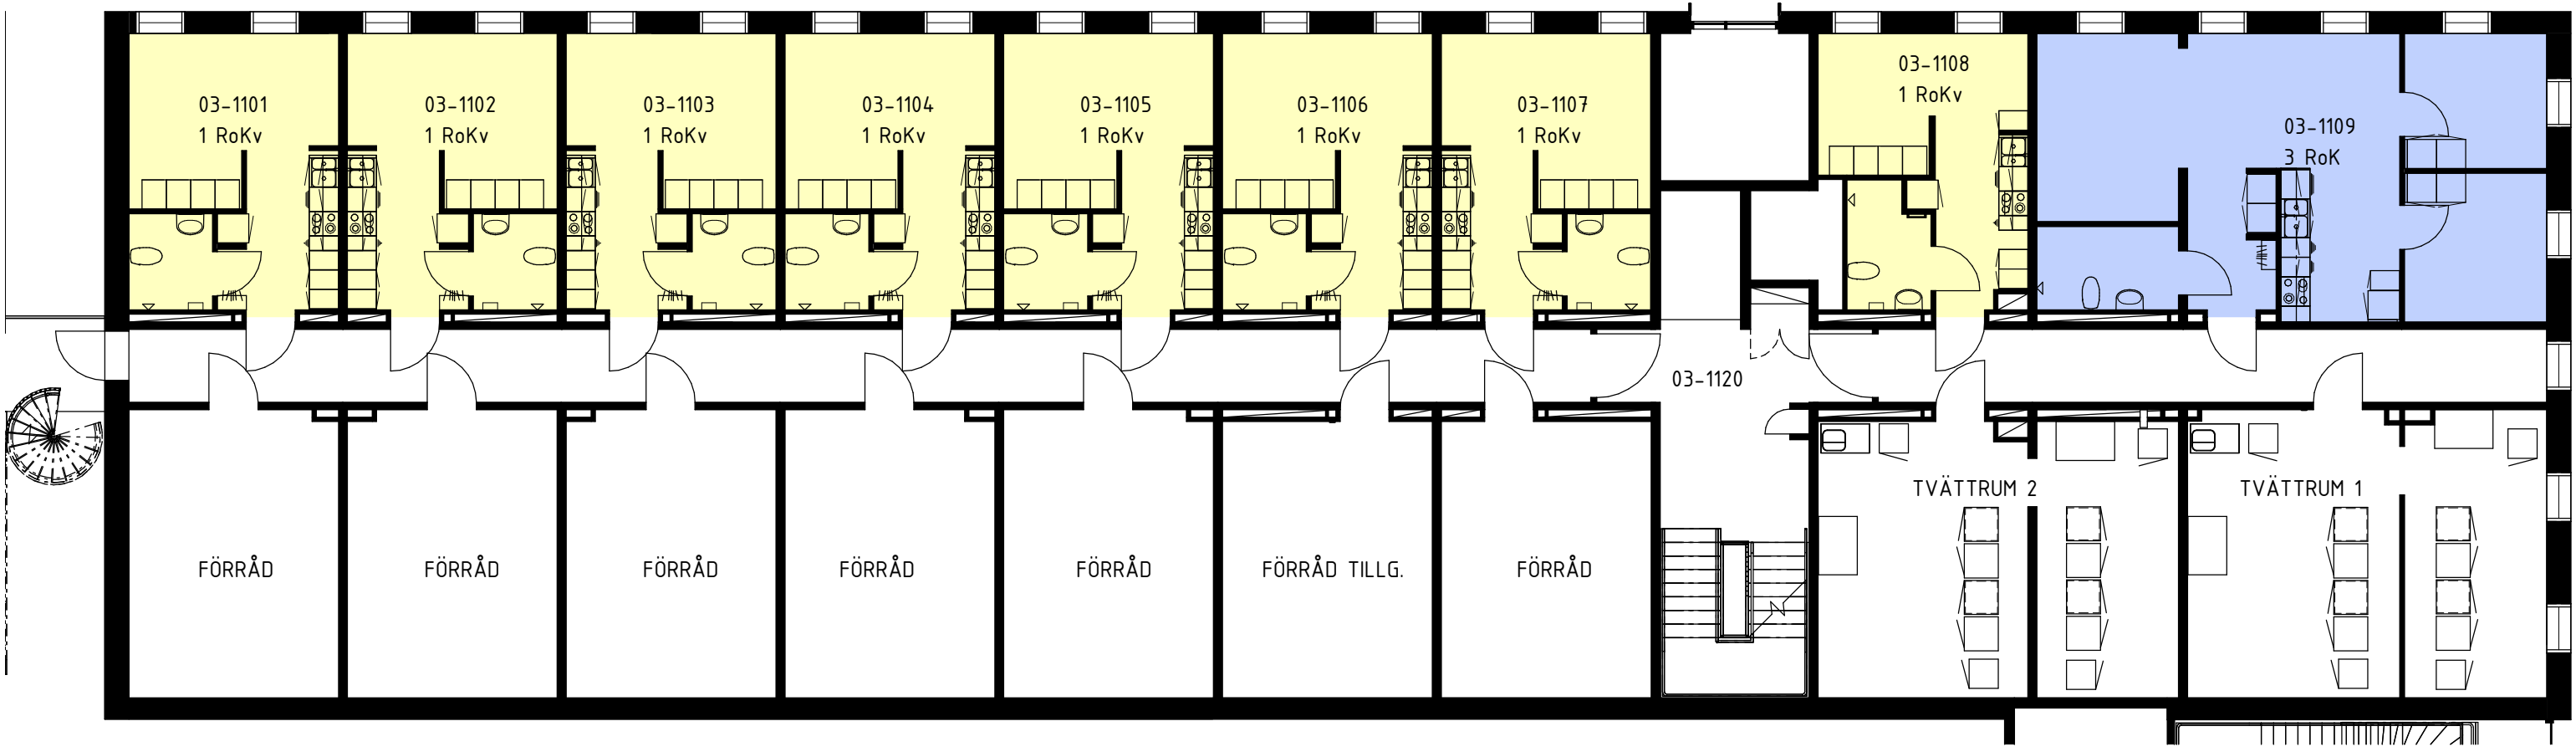 03-1101
1 RoKv
03-1102
1 RoKv
03-1103
1 RoKv
03-1104
1 RoKv
03-1105
1 RoKv
03-1106
1 RoKv
03-1107
1 RoKv
03-1108
1 RoKv
03-1109
3 RoK
03-1120
TVÄTTRUM 2
TVÄTTRUM 1
FÖRRÅD
FÖRRÅD
FÖRRÅD
FÖRRÅD
FÖRRÅD
FÖRRÅD TILLG.
FÖRRÅD